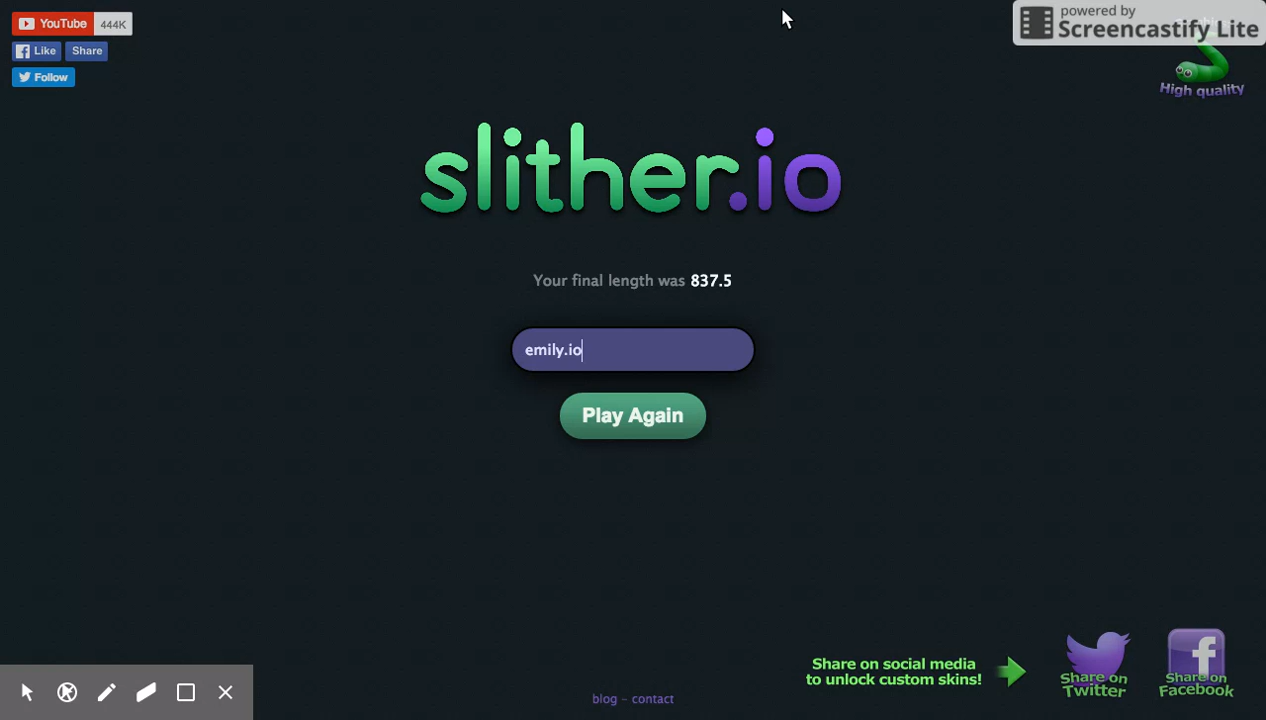 YouTube 444K
Like Share
Follow
powered by
Screencastify Lite
High quality
slither.io
Your final length was 837.5
emily.io
Play Again
Share on social media
to unlock custom skins!
Share on
Twitter
Share on
Facebook
blog - contact